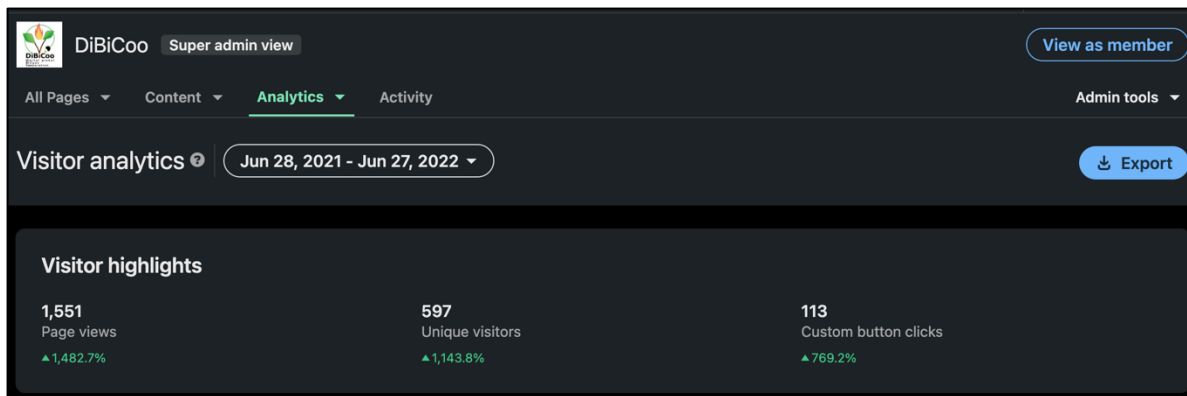 DiBiCoo
DiBiCoo Super admin view View as member
All Pages Content Analytics Activity Admin tools
Visitor analytics ? Jun 28, 2021 - Jun 27, 2022 Export
Visitor highlights
1,551 597 113
Page views Unique visitors Custom button clicks
▲1,482.7% ▲1,143.8% ▲769.2%